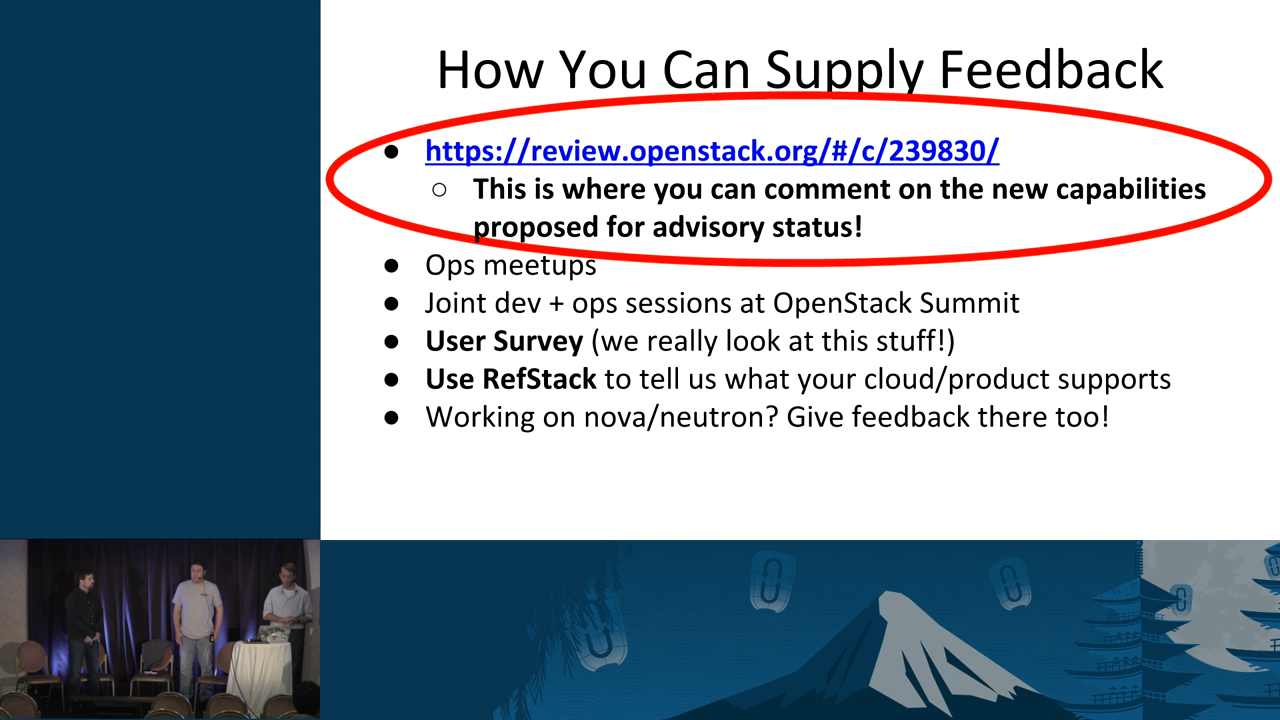 How You Can Supply Feedback
● https://review.openstack.org/#/c/239830/
○ This is where you can comment on the new capabilities
proposed for advisory status!
● Ops meetups
● Joint dev + ops sessions at OpenStack Summit
● User Survey (we really look at this stuff!)
● Use RefStack to tell us what your cloud/product supports
● Working on nova/neutron? Give feedback there too!